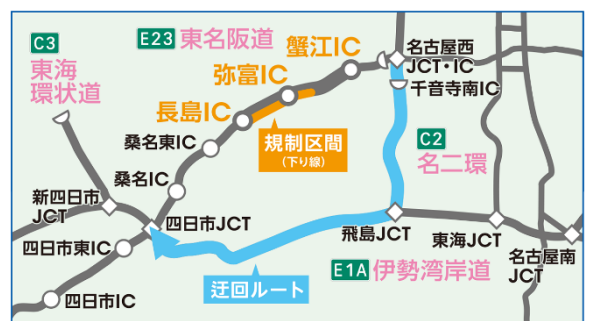 C3
東海
環状道
E23 東名阪道
蟹江IC
弥富IC
長島IC
名古屋西
JCT・IC
千音寺南IC
規制区間
(下り線)
桑名東IC
C2
名二環
桑名IC
新四日市
JCT
四日市JCT
飛島JCT
東海JCT
名古屋南
JCT
四日市東IC
E1A 伊勢湾岸道
迂回ルート
四日市IC